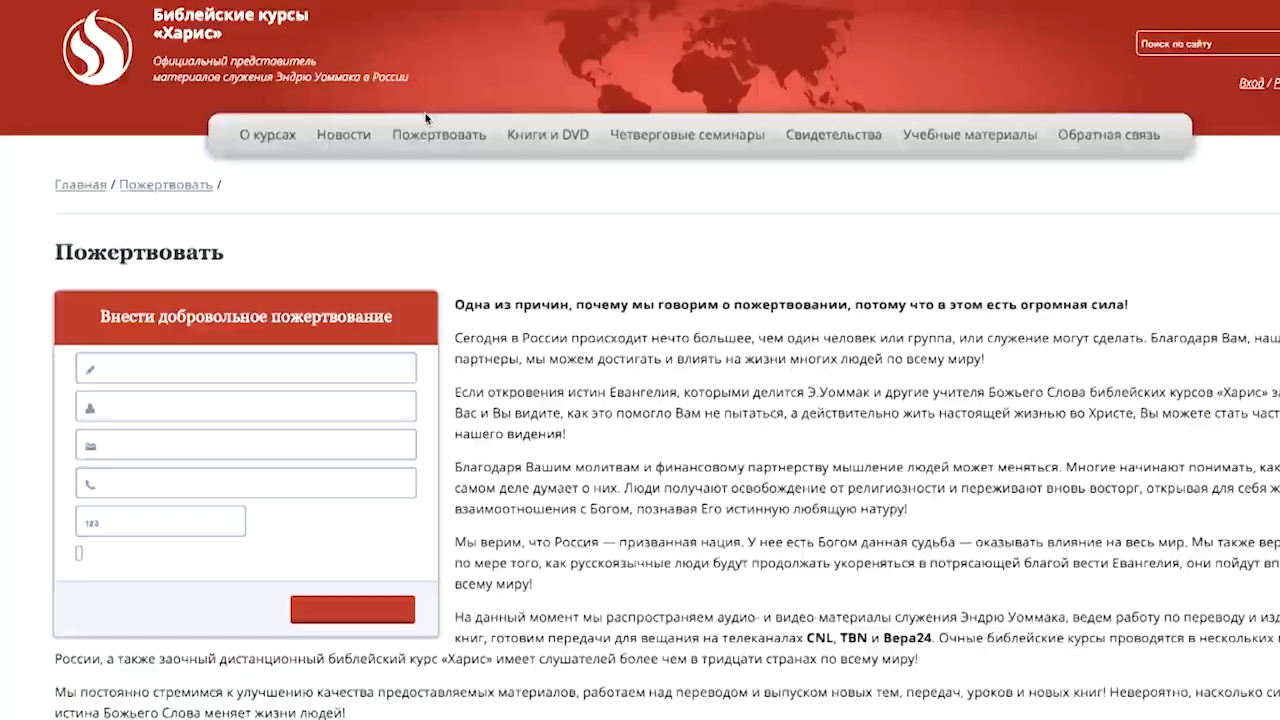 Библейские курсы
«Харис»
Официальный представитель
материалов служения Эндрю Уоммака в России
Поиск по сайту
Вход /
О курсах Новости Пожертвовать Книги и DVD Четверговые семинары Свидетельства Учебные материалы Обратная связь
Главная / Пожертвовать /
Пожертвовать
Внести добровольное пожертвование
123
Одна из причин, почему мы говорим о пожертвовании, потому что в этом есть огромная сила!
Сегодня в России происходит нечто большее, чем один человек или группа, или служение могут сделать. Благодаря Вам, наш
партнеры, мы можем достигать и влиять на жизни многих людей по всему миру!
Если откровения истин Евангелия, которыми делится Э.Уоммак и другие учителя Божьего Слова библейских курсов «Харис» за
Вас и Вы видите, как это помогло Вам не пытаться, а действительно жить настоящей жизнью во Христе, Вы можете стать част
нашего видения!
Благодаря Вашим молитвам и финансовому партнерству мышление людей может меняться. Многие начинают понимать, как
самом деле думает о них. Люди получают освобождение от религиозности и переживают вновь восторг, открывая для себя ж
взаимоотношения с Богом, познавая Его истинную любящую натуру!
Мы верим, что Россия — призванная нация. У нее есть Богом данная судьба — оказывать влияние на весь мир. Мы также вер
по мере того, как русскоязычные люди будут продолжать укореняться в потрясающей благой вести Евангелия, они пойдут вп
всему миру!
На данный момент мы распространяем аудио- и видео-материалы служения Эндрю Уоммака, ведем работу по переводу и изд
книг, готовим передачи для вещания на телеканалах CNL, TBN и Вера24. Очные библейские курсы проводятся в нескольких
России, а также заочный дистанционный библейский курс «Харис» имеет слушателей более чем в тридцати странах по всему миру!
Мы постоянно стремимся к улучшению качества предоставляемых материалов, работаем над переводом и выпуском новых тем, передач, уроков и новых книг! Невероятно, насколько си
истина Божьего Слова меняет жизни людей!